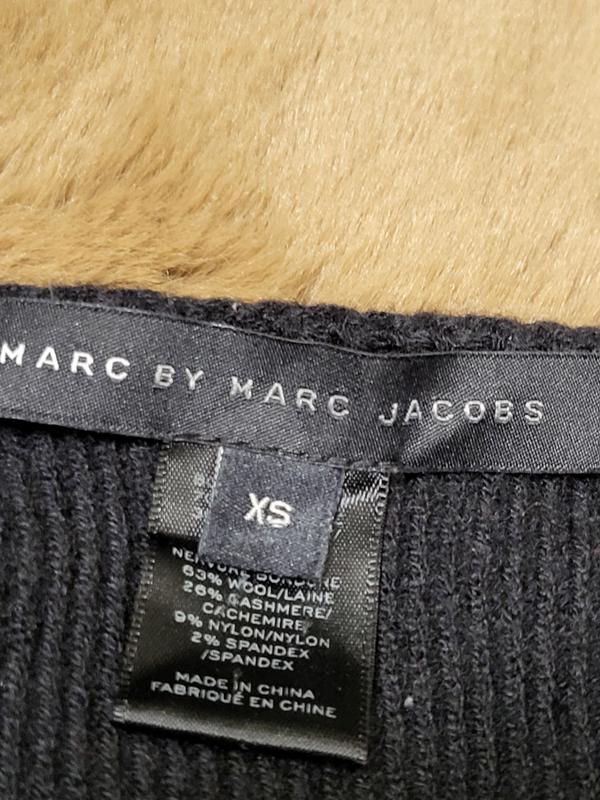 MARC BY MARC JACOBS
XS
63% WOOL/LAINE
26% CASHMERE/
CACHEMIRE
9% NYLON/NYLON
2% SPANDEX
/SPANDEX
MADE IN CHINA
FABRIQUÉ EN CHINE